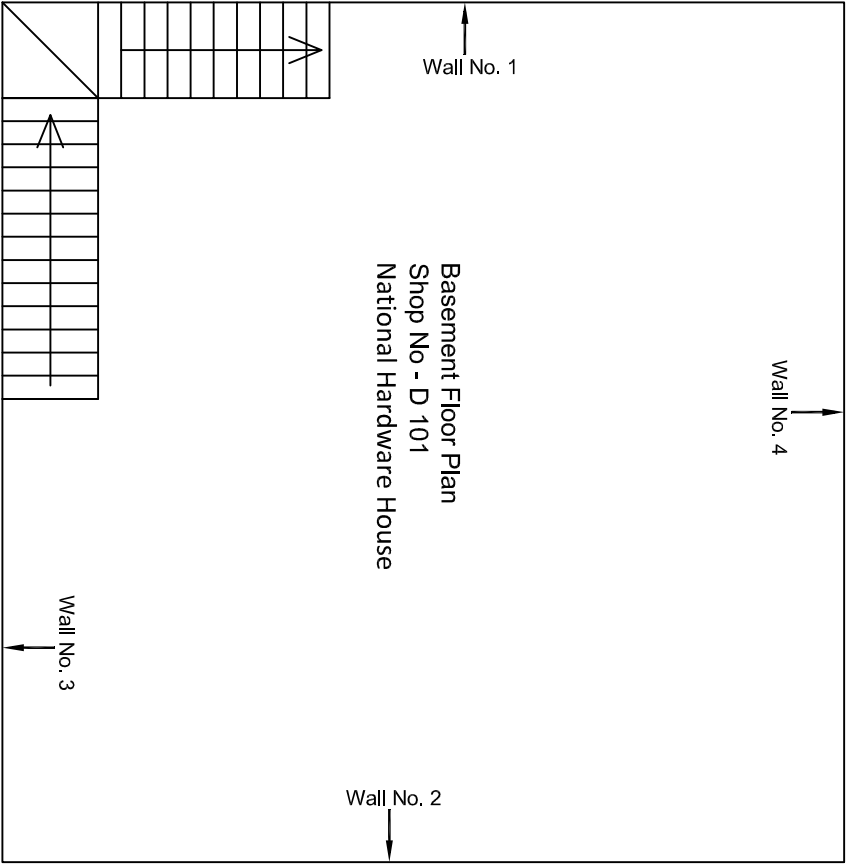 Wall No. 1
Basement Floor Plan
Shop No - D 101
National Hardware House
Wall No. 4
Wall No. 3
Wall No. 2